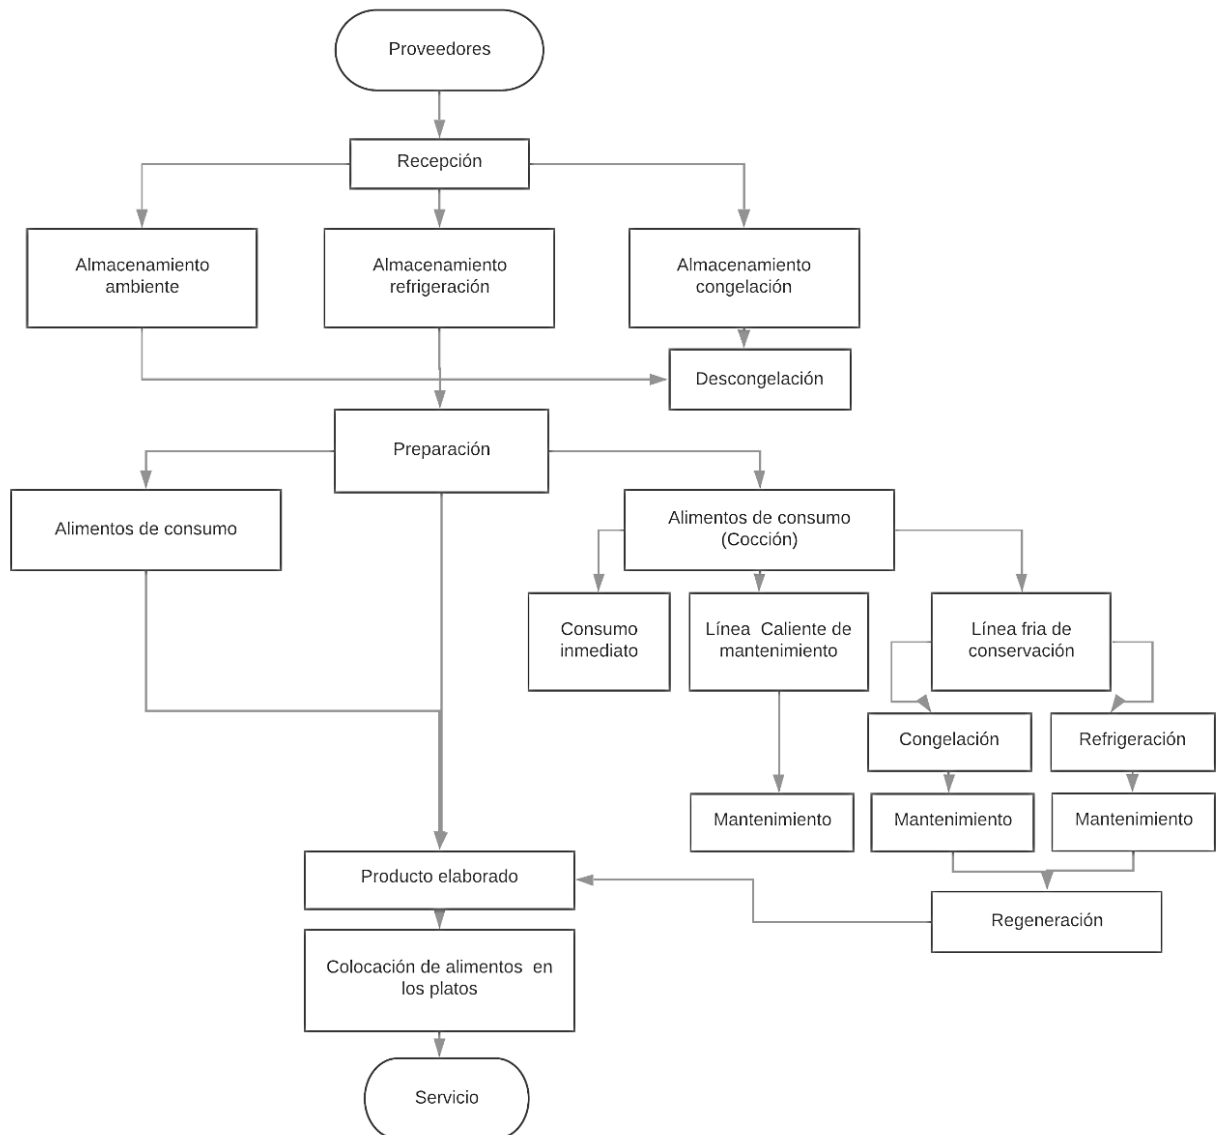 Proveedores
Recepción
Almacenamiento
ambiente
Almacenamiento
refrigeración
Almacenamiento
congelación
Descongelación
Preparación
Alimentos de consumo
Alimentos de consumo
(Cocción)
Consumo
inmediato
Línea Caliente de
mantenimiento
Línea fria de
conservación
Congelación
Refrigeración
Mantenimiento
Mantenimiento
Mantenimiento
Producto elaborado
Regeneración
Colocación de alimentos en
los platos
Servicio